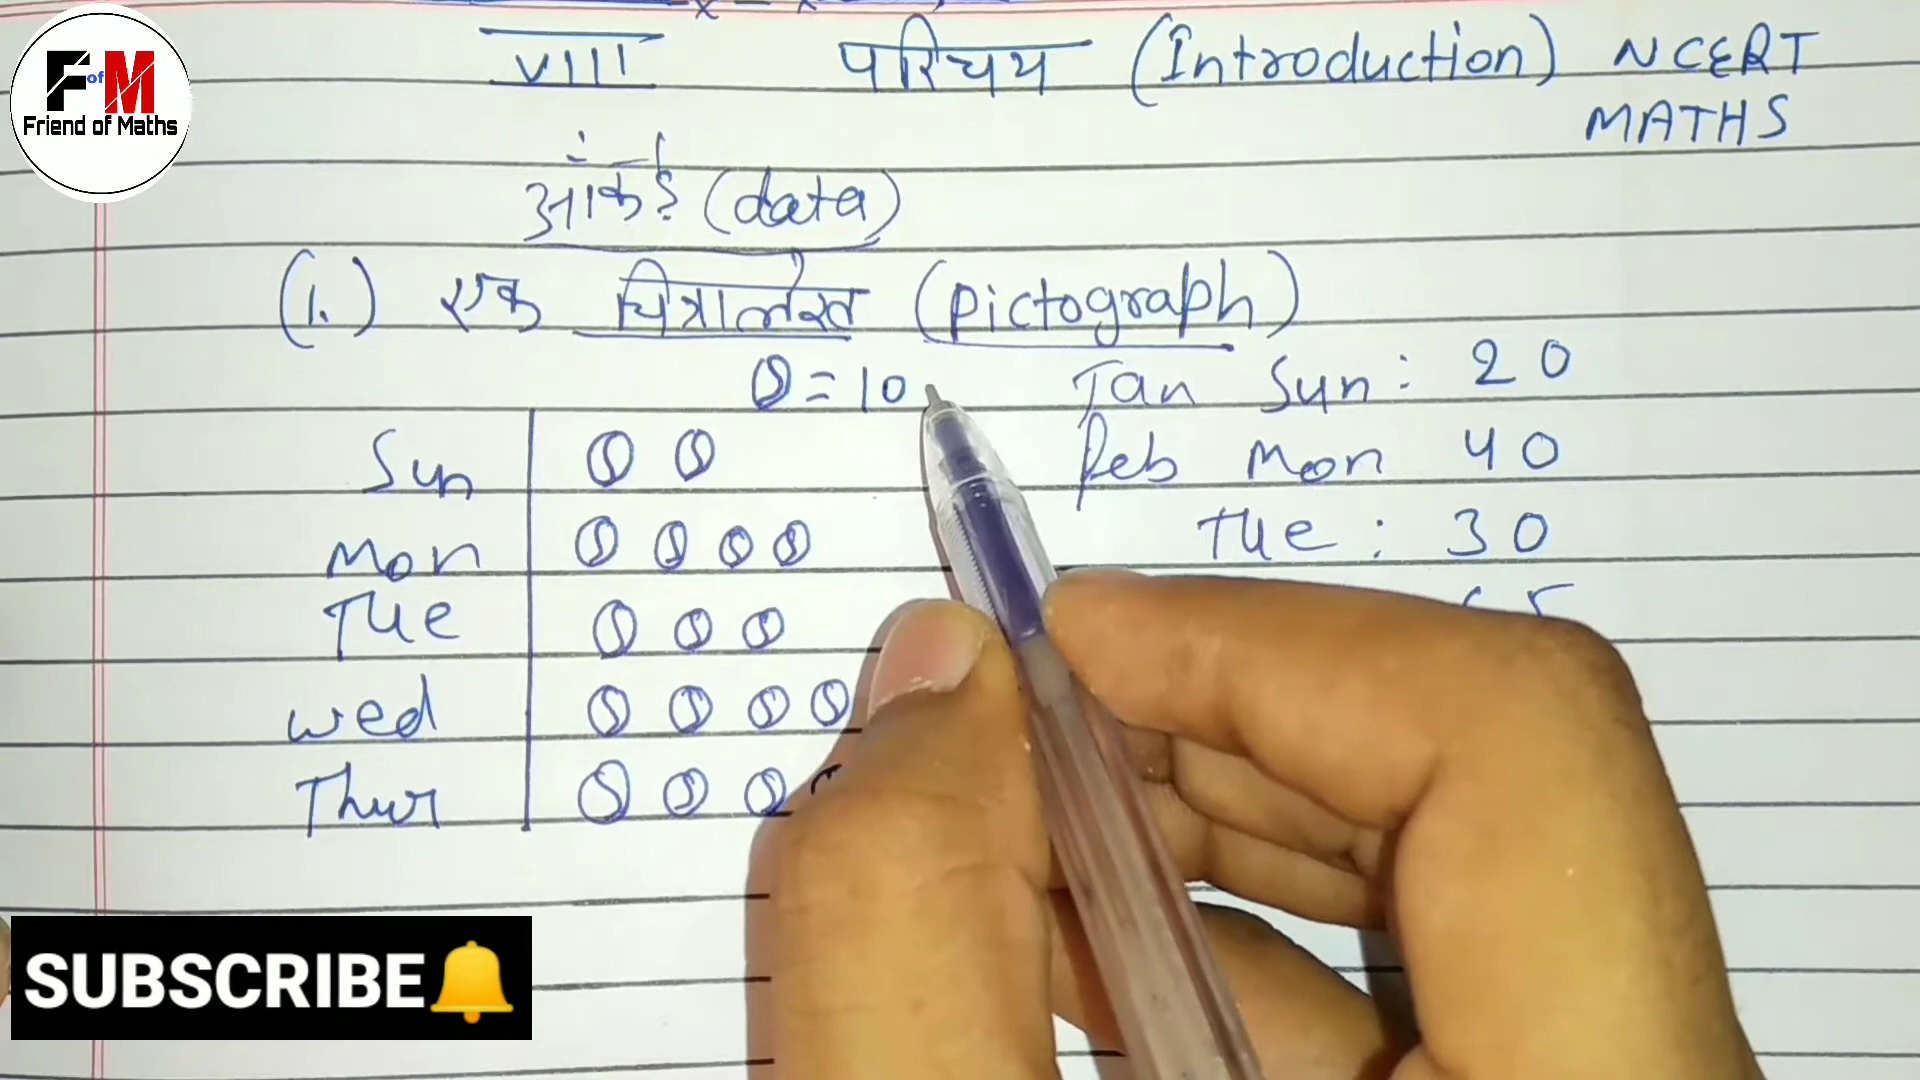 FofM
Friend of Maths
VIII परिचय (Introduction) NCERT
MATHS
आंकड़े (data)
(1.) एक चित्रालेख (Pictograph)
= 10 Jan Sun : 20
Sun Feb Mon 40
Mon Tue : 30
Tue
Wed
Thur
SUBSCRIBE